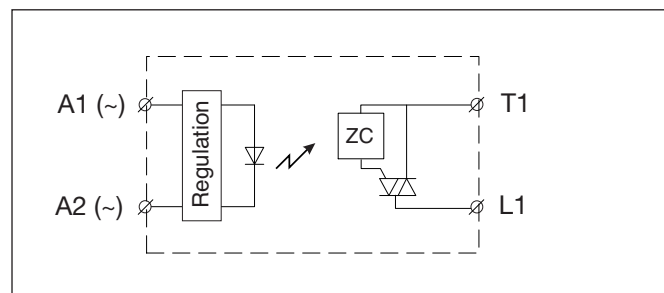 A1 (~)
A2 (~)
Regulation
ZC
T1
L1